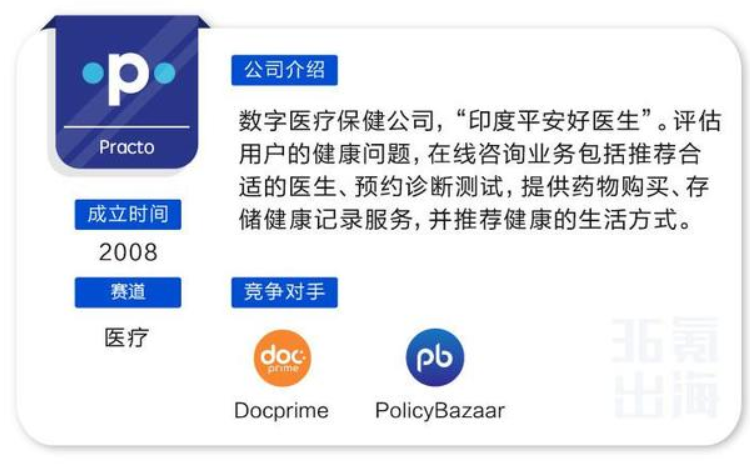 p
Practo
成立时间
2008
赛道
医疗
公司介绍
数字医疗保健公司，“印度平安好医生”。评估
用户的健康问题，在线咨询业务包括推荐合
适的医生、预约诊断测试，提供药物购买、存
储健康记录服务，并推荐健康的生活方式。
竞争对手
doc
prime
Docprime
pb
PolicyBazaar
36氪
出海